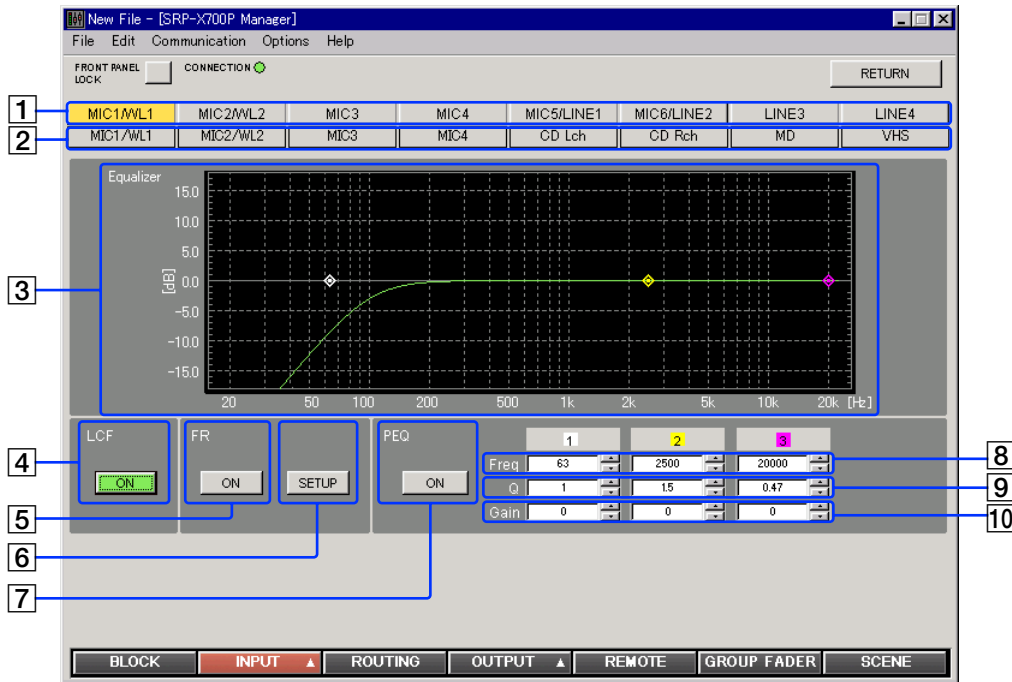 New File - [SRP-X700P Manager]
File Edit Communication Options Help
FRONT PANEL LOCK CONNECTION RETURN
1 MIC1/WL1 MIC2/WL2 MIC3 MIC4 MIC5/LINE1 MIC6/LINE2 LINE3 LINE4
2 MIC1/WL1 MIC2/WL2 MIC3 MIC4 CD Lch CD Rch MD VHS
Equalizer
15.0
10.0
5.0
3 [dB] 0.0
-5.0
-10.0
-15.0
20 50 100 200 500 1k 2k 5k 10k 20k [Hz]
LCF FR PEQ 1 2 3
4 Freq 63 2500 20000 8
ON ON SETUP ON Q 1 1.5 0.47 9
5 Gain 0 0 0 10
6
7
BLOCK INPUT ▲ ROUTING OUTPUT ▲ REMOTE GROUP FADER SCENE